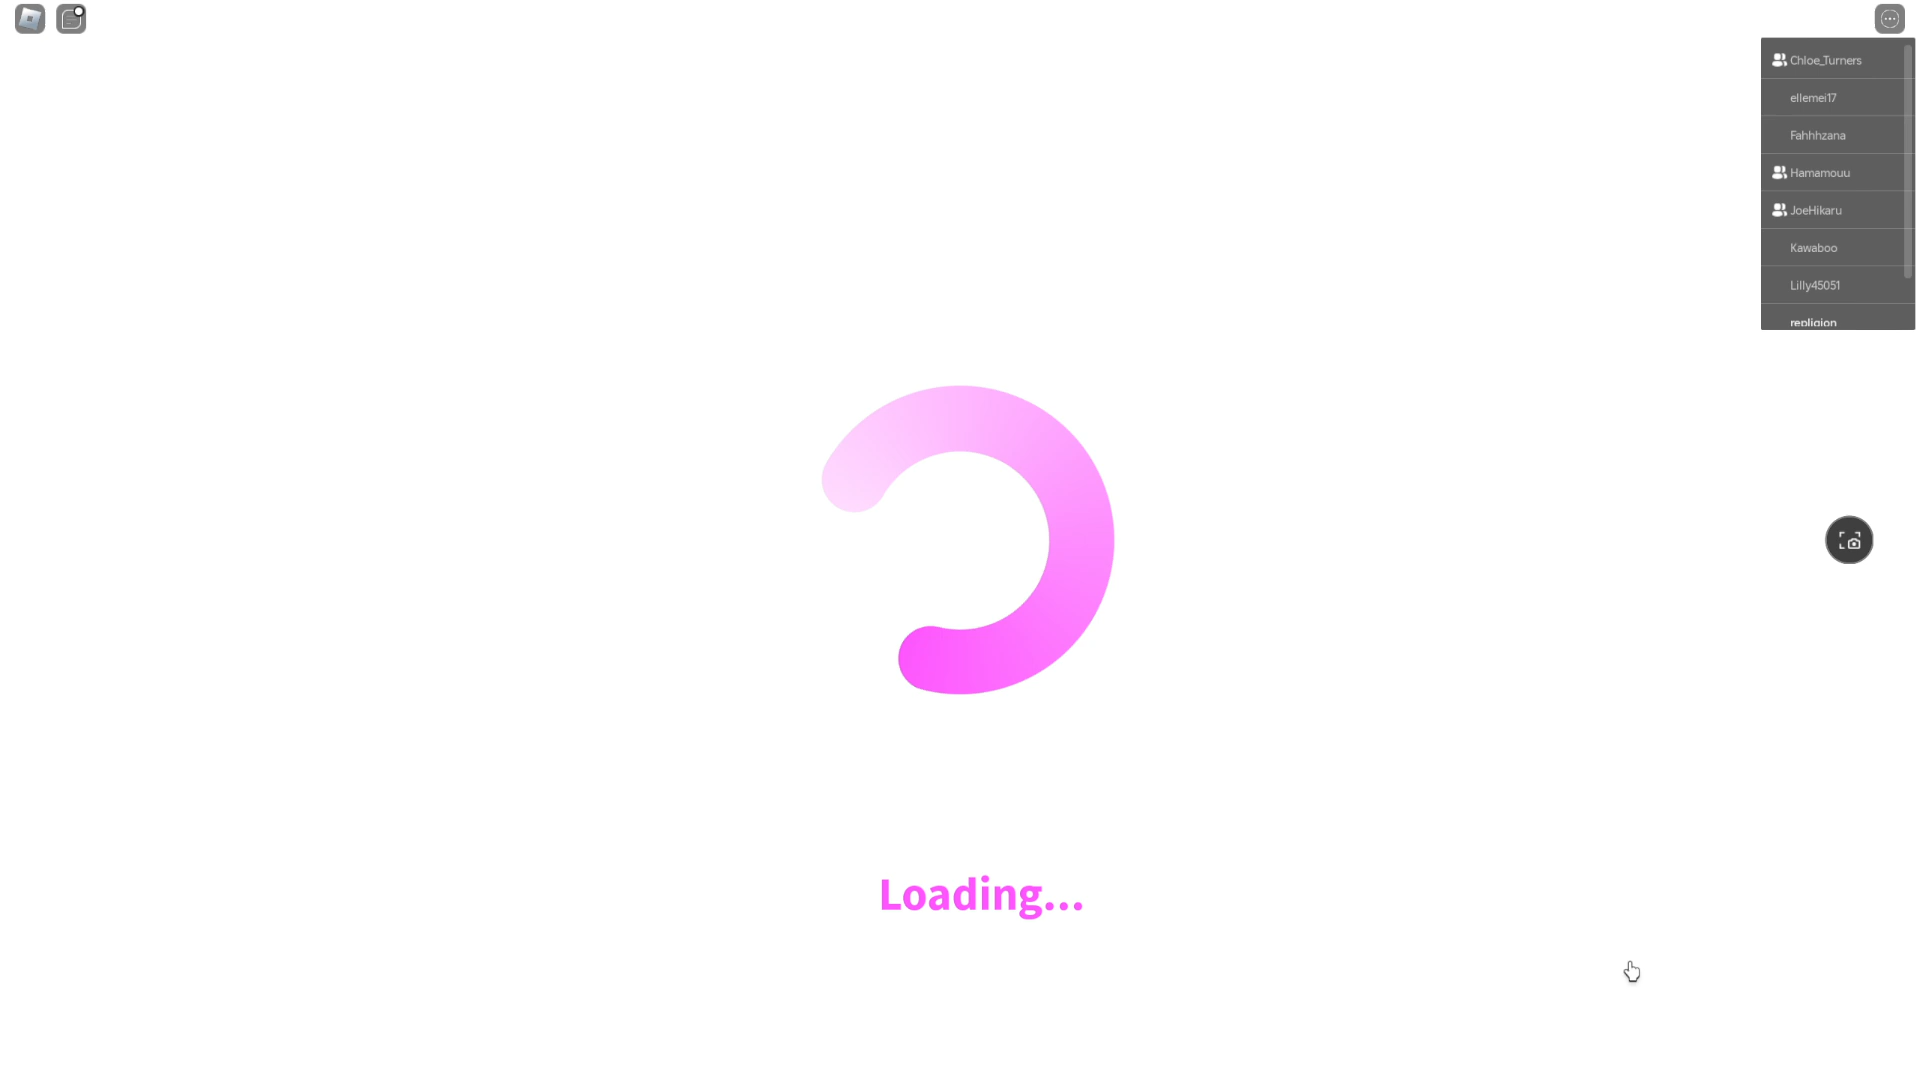 Chloe_Turners
ellemei17
Fahhhzana
Hamamouu
JoeHikaru
Kawaboo
Lilly45051
repligion
Loading...